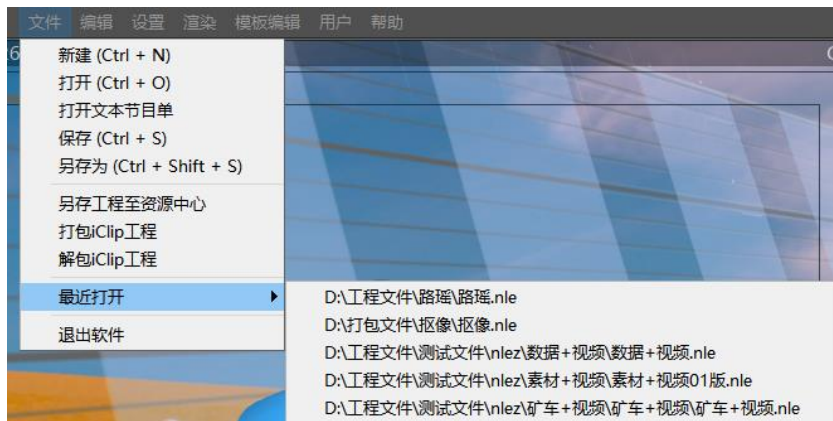 文件 编辑 设置 渲染 模板编辑 用户 帮助
新建 (Ctrl + N)
打开 (Ctrl + O)
打开文本节目单
保存 (Ctrl + S)
另存为 (Ctrl + Shift + S)
另存工程至资源中心
打包iClip工程
解包iClip工程
最近打开
D:\工程文件\路瑶\路瑶.nle
D:\打包文件\抠像\抠像.nle
退出软件
D:\工程文件\测试文件\nlez\数据+视频\数据+视频.nle
D:\工程文件\测试文件\nlez\素材+视频\素材+视频01版.nle
D:\工程文件\测试文件\nlez\矿车+视频\矿车+视频\矿车+视频.nle